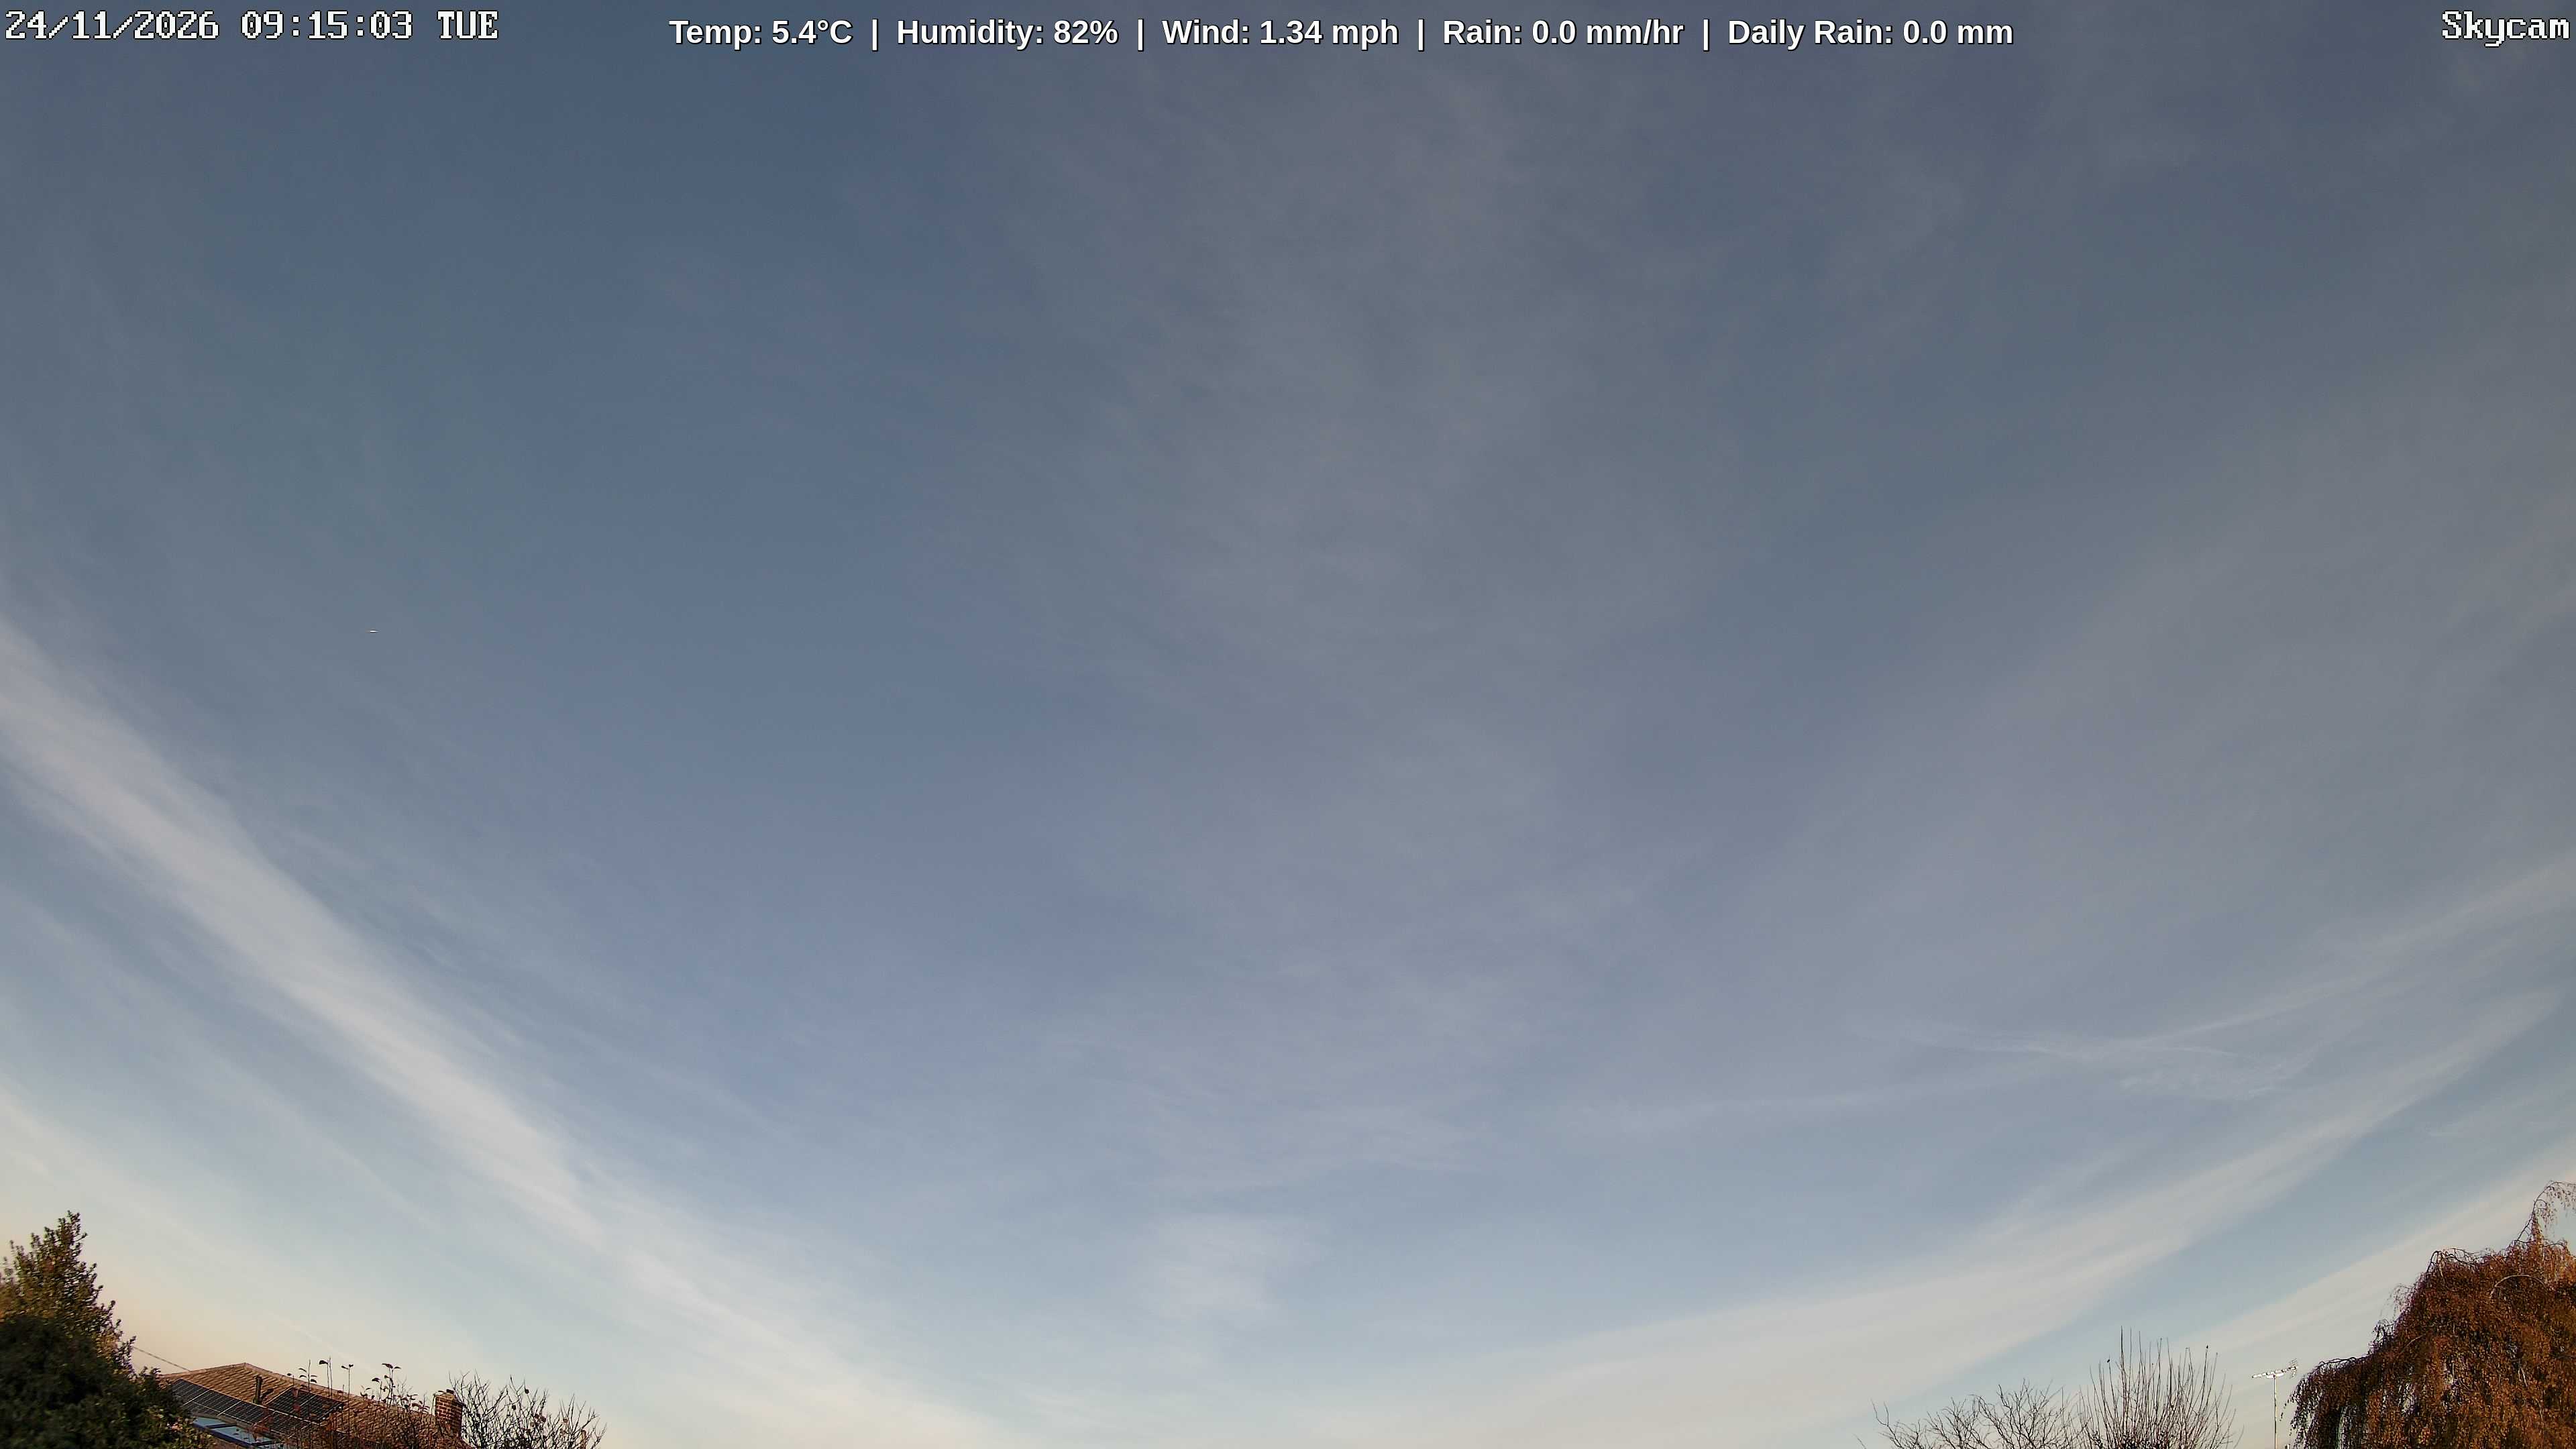 24/11/2026 09:15:03 TUE
Temp: 5.4°C | Humidity: 82% | Wind: 1.34 mph | Rain: 0.0 mm/hr | Daily Rain: 0.0 mm
Skycam